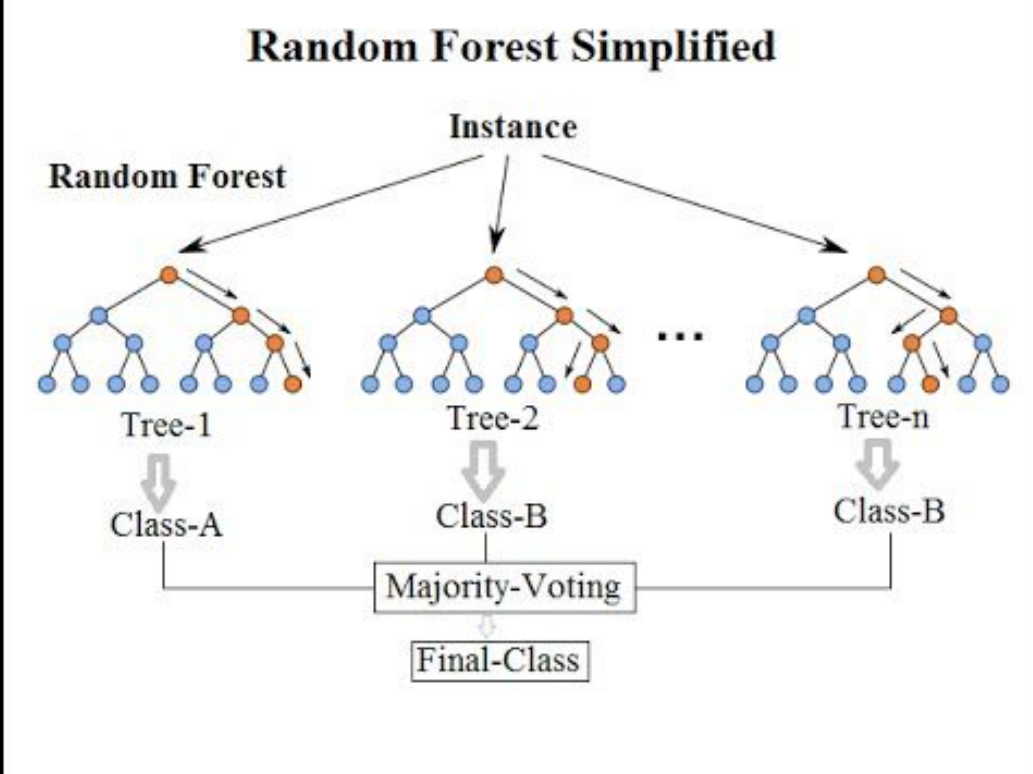 Random Forest Simplified
Instance
Random Forest
...
Tree-1
Tree-2
Tree-n
Class-A
Class-B
Class-B
Majority-Voting
Final-Class